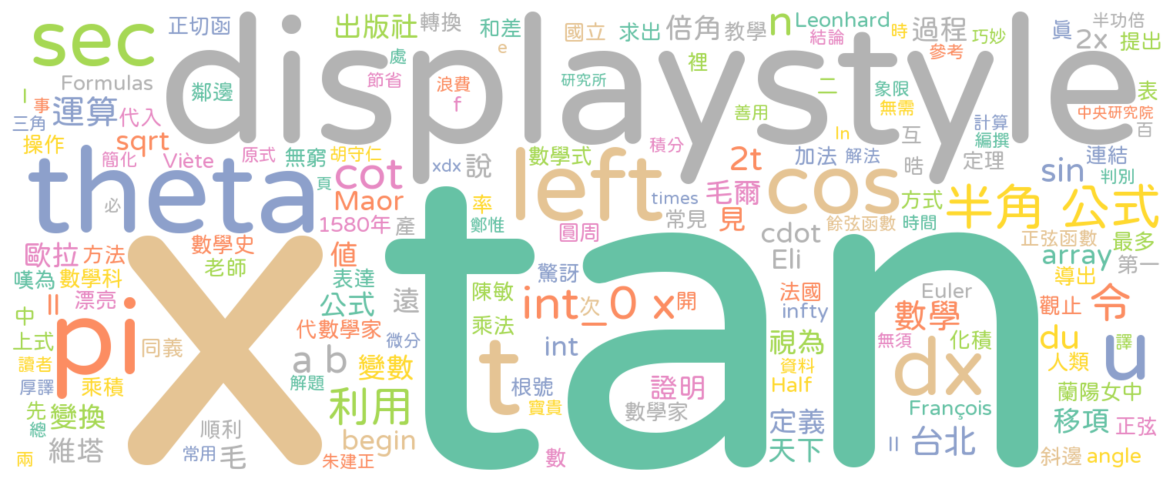 sec
正切函
displaystyle
出版社
轉換
和差
e
處
節省
浪費
f
國立
求出
倍角
教學
n
Leonhard
結論
時
過程
巧妙
眞
半功倍
2x
提出
裡
研究所
二
善用
象限
無需
參考
表
中央研究院
百
Formulas
鄰邊
l
事
三角
運算
代入
操作
sqrt
簡化
Viète
原式
無窮
胡守仁
頁
cot
xdx
說
數學式
積分
2t
加法
ln
解法
互
晧
計算
編撰
定理
sin
連結
判別
theta
必
Maor
1580年
產
left
率
鄭惟
圓周
times
毛爾
常見
見
cos
餘弦函數
方式
時間
半角
公式
歐拉
方法
數學史
老師
值
嘆為
數學科
漂亮
ll
中
上式
讀者
厚譯
乘積
pi
同義
x
表達
公式
代數學家
遠
微分
a
b
解題
變數
利用
先
總
兩
變換
維塔
順利
常用
毛
begin
朱建正
tan
驚訝
陳敏
int_0
x
次
開
乘法
int
t
根號
寶貴
數學家
證明
數
cdot
Eli
法國
infty
視為
資料
Half
定義
天下
Euler
數學
無須
化積
dx
François
ll
台北
正弦函數
array
最多
第一
導出
觀止
令
du
人類
u
譯
蘭陽女中
移項
正弦
斜邊
angle